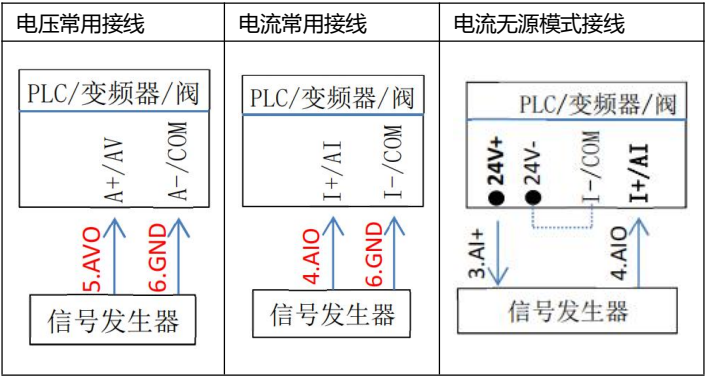 电压常用接线
电流常用接线
电流无源模式接线
PLC/变频器/阀
A+/AV
A-/COM
5.AVO
6.GND
信号发生器
PLC/变频器/阀
I+/AI
I-/COM
4.AIO
6.GND
信号发生器
PLC/变频器/阀
24V+
24V-
I-/COM
I+/AI
3.AI+
4.AIO
信号发生器